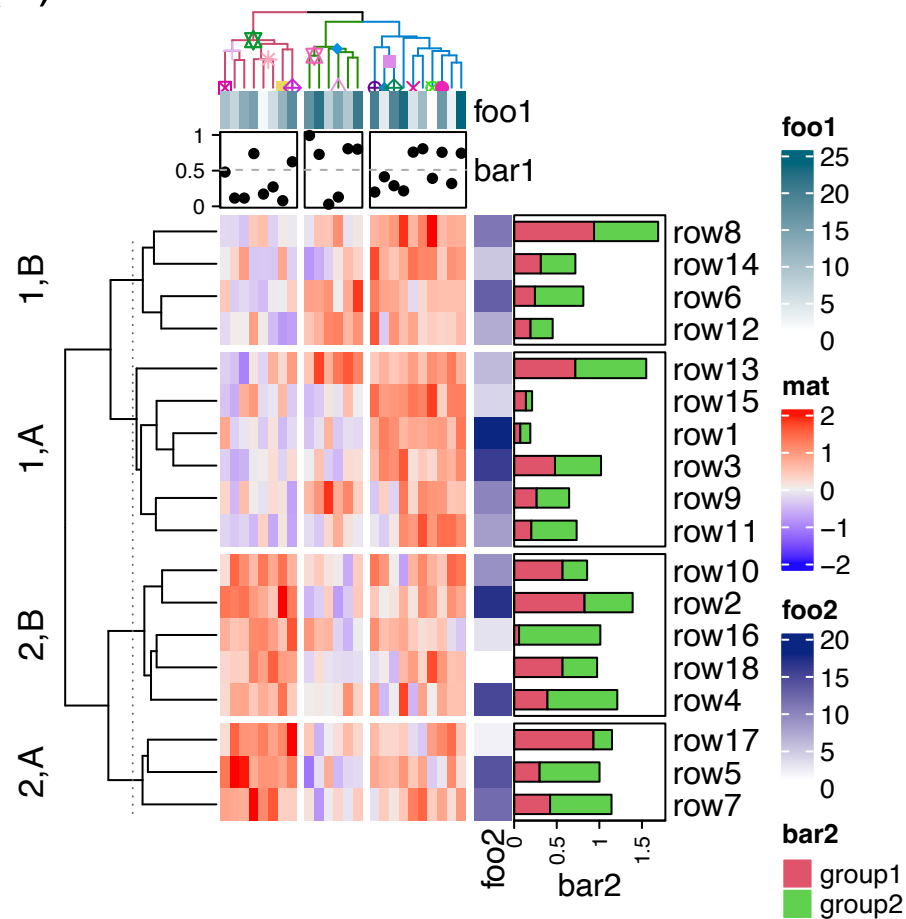 foo1
1
0.5
0
bar1
1,B
1,A
2,B
2,A
row8
row14
row6
row12
row13
row15
row1
row3
row9
row11
row10
row2
row16
row18
row4
row17
row5
row7
foo2
0
0.5
1
1.5
bar2
foo1
25
20
15
10
5
0
mat
2
1
0
−1
−2
foo2
20
15
10
5
0
bar2
group1
group2